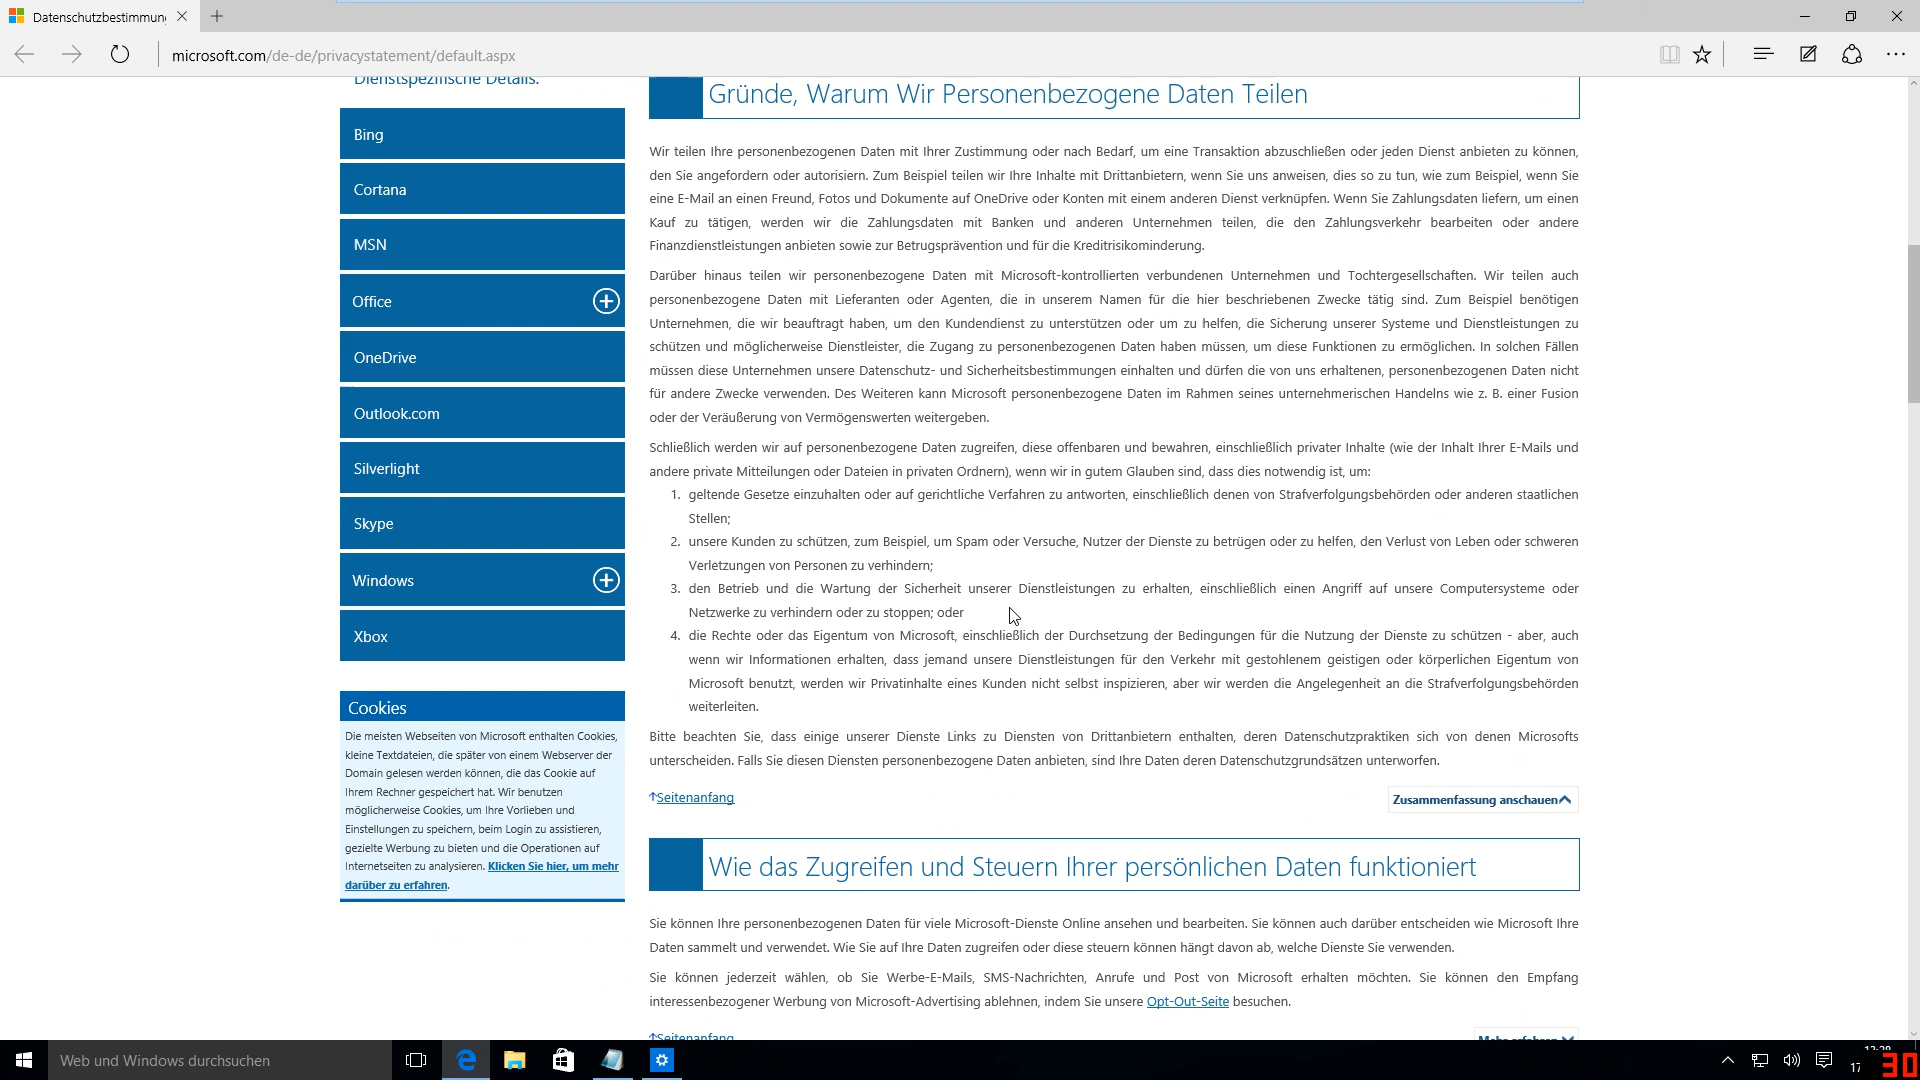 Datenschutzbestimmung
microsoft.com/de-de/privacystatement/default.aspx
Dienstspezifische Details:
Bing
Cortana
MSN
Office
OneDrive
Outlook.com
Silverlight
Skype
Windows
Xbox
Cookies
Die meisten Webseiten von Microsoft enthalten Cookies,
kleine Textdateien, die später von einem Webserver der
Domain gelesen werden können, die das Cookie auf
Ihrem Rechner gespeichert hat. Wir benutzen
möglicherweise Cookies, um Ihre Vorlieben und
Einstellungen zu speichern, beim Login zu assistieren,
gezielte Werbung zu bieten und die Operationen auf
Internetseiten zu analysieren. Klicken Sie hier, um mehr
darüber zu erfahren.
Gründe, Warum Wir Personenbezogene Daten Teilen
Wir teilen Ihre personenbezogenen Daten mit Ihrer Zustimmung oder nach Bedarf, um eine Transaktion abzuschließen oder jeden Dienst anbieten zu können,
den Sie angefordern oder autorisiern. Zum Beispiel teilen wir Ihre Inhalte mit Drittanbietern, wenn Sie uns anweisen, dies so zu tun, wie zum Beispiel, wenn Sie
eine E-Mail an einen Freund, Fotos und Dokumente auf OneDrive oder Konten mit einem anderen Dienst verknüpfen. Wenn Sie Zahlungsdaten liefern, um einen
Kauf zu tätigen, werden wir die Zahlungsdaten mit Banken und anderen Unternehmen teilen, die den Zahlungsverkehr bearbeiten oder andere
Finanzdienstleistungen anbieten sowie zur Betrugsprävention und für die Kreditrisikominderung.
Darüber hinaus teilen wir personenbezogene Daten mit Microsoft-kontrollierten verbundenen Unternehmen und Tochtergesellschaften. Wir teilen auch
personenbezogene Daten mit Lieferanten oder Agenten, die in unserem Namen für die hier beschriebenen Zwecke tätig sind. Zum Beispiel benötigen
Unternehmen, die wir beauftragt haben, um den Kundendienst zu unterstützen oder um zu helfen, die Sicherung unserer Systeme und Dienstleistungen zu
schützen und möglicherweise Dienstleister, die Zugang zu personenbezogenen Daten haben müssen, um diese Funktionen zu ermöglichen. In solchen Fällen
müssen diese Unternehmen unsere Datenschutz- und Sicherheitsbestimmungen einhalten und dürfen die von uns erhaltenen, personenbezogenen Daten nicht
für andere Zwecke verwenden. Des Weiteren kann Microsoft personenbezogene Daten im Rahmen seines unternehmerischen Handelns wie z. B. einer Fusion
oder der Veräußerung von Vermögenswerten weitergeben.
Schließlich werden wir auf personenbezogene Daten zugreifen, diese offenbaren und bewahren, einschließlich privater Inhalte (wie der Inhalt Ihrer E-Mails und
andere private Mitteilungen oder Dateien in privaten Ordnern), wenn wir in gutem Glauben sind, dass dies notwendig ist, um:
1. geltende Gesetze einzuhalten oder auf gerichtliche Verfahren zu antworten, einschließlich denen von Strafverfolgungsbehörden oder anderen staatlichen
Stellen;
2. unsere Kunden zu schützen, zum Beispiel, um Spam oder Versuche, Nutzer der Dienste zu betrügen oder zu helfen, den Verlust von Leben oder schweren
Verletzungen von Personen zu verhindern;
3. den Betrieb und die Wartung der Sicherheit unserer Dienstleistungen zu erhalten, einschließlich einen Angriff auf unsere Computersysteme oder
Netzwerke zu verhindern oder zu stoppen; oder
4. die Rechte oder das Eigentum von Microsoft, einschließlich der Durchsetzung der Bedingungen für die Nutzung der Dienste zu schützen - aber, auch
wenn wir Informationen erhalten, dass jemand unsere Dienstleistungen für den Verkehr mit gestohlenem geistigen oder körperlichen Eigentum von
Microsoft benutzt, werden wir Privatinhalte eines Kunden nicht selbst inspizieren, aber wir werden die Angelegenheit an die Strafverfolgungsbehörden
weiterleiten.
Bitte beachten Sie, dass einige unserer Dienste Links zu Diensten von Drittanbietern enthalten, deren Datenschutzpraktiken sich von denen Microsofts
unterscheiden. Falls Sie diesen Diensten personenbezogene Daten anbieten, sind Ihre Daten deren Datenschutzgrundsätzen unterworfen.
↑Seitenanfang
Zusammenfassung anschauen
Wie das Zugreifen und Steuern Ihrer persönlichen Daten funktioniert
Sie können Ihre personenbezogenen Daten für viele Microsoft-Dienste Online ansehen und bearbeiten. Sie können auch darüber entscheiden wie Microsoft Ihre
Daten sammelt und verwendet. Wie Sie auf Ihre Daten zugreifen oder diese steuern können hängt davon ab, welche Dienste Sie verwenden.
Sie können jederzeit wählen, ob Sie Werbe-E-Mails, SMS-Nachrichten, Anrufe und Post von Microsoft erhalten möchten. Sie können den Empfang
interessenbezogener Werbung von Microsoft-Advertising ablehnen, indem Sie unsere Opt-Out-Seite besuchen.
↑Seitenanfang
Mehr erfahren
Web und Windows durchsuchen
30